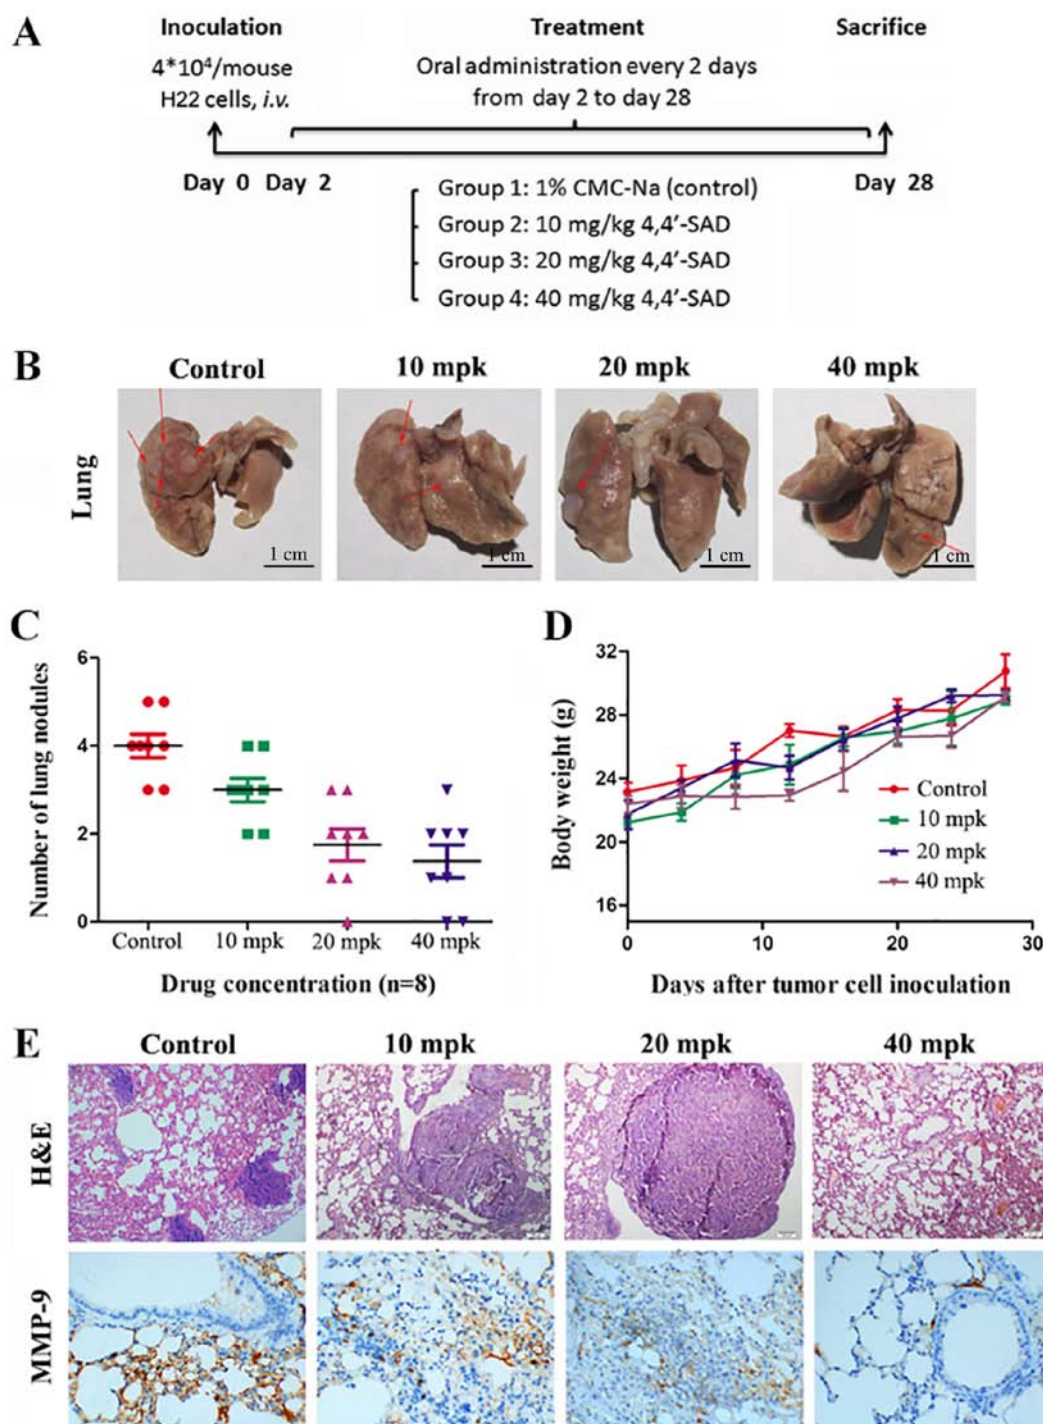 A
Inoculation
Treatment
Sacrifice
4*10⁴/mouse
H22 cells, i.v.
Oral administration every 2 days
from day 2 to day 28
Day 0 Day 2
Day 28
Group 1: 1% CMC-Na (control)
Group 2: 10 mg/kg 4,4′-SAD
Group 3: 20 mg/kg 4,4′-SAD
Group 4: 40 mg/kg 4,4′-SAD
B
Control
10 mpk
20 mpk
40 mpk
Lung
1 cm
1 cm
1 cm
1 cm
C
Number of lung nodules
6
4
2
0
Control
10 mpk
20 mpk
40 mpk
Drug concentration (n=8)
D
Body weight (g)
32
28
24
20
16
0
10
20
30
Control
10 mpk
20 mpk
40 mpk
Days after tumor cell inoculation
E
Control
10 mpk
20 mpk
40 mpk
H&E
MMP-9